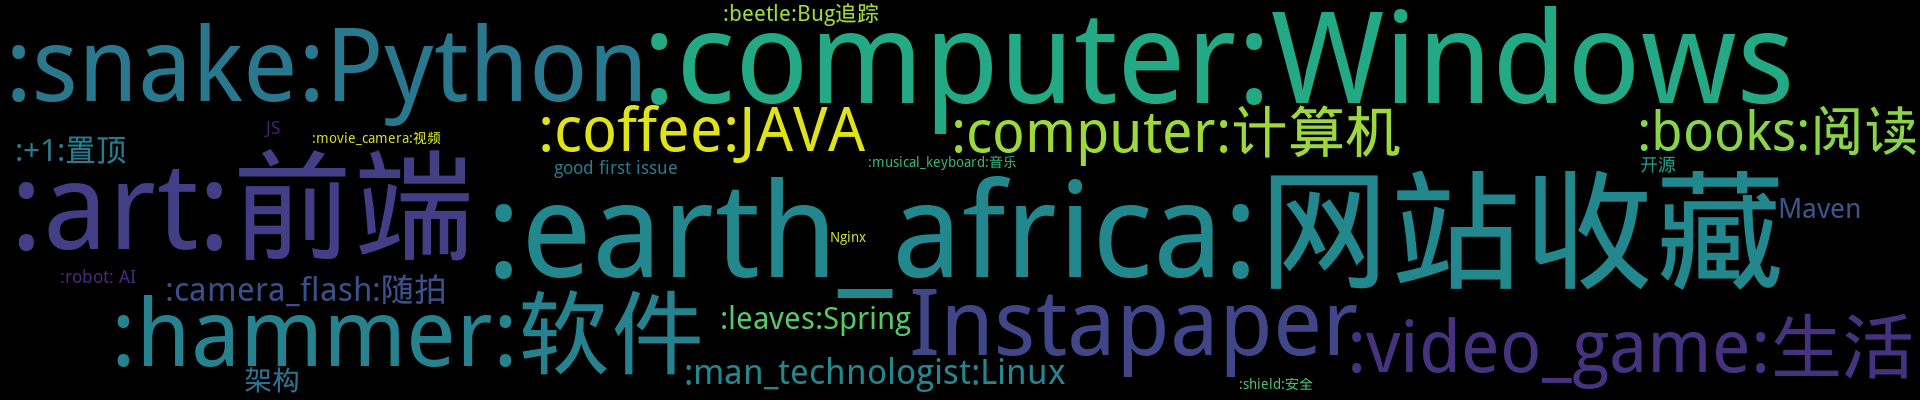 :beetle:Bug追踪
:snake:Python
:computer:Windows
JS
:movie_camera:视频
:coffee:JAVA
:computer:计算机
:books:阅读
:+1:置顶
good first issue
:musical_keyboard:音乐
开源
:art:前端
:earth_africa:网站收藏
Maven
Nginx
:robot: AI
:camera_flash:随拍
:hammer:软件
:leaves:Spring
Instapaper
:video_game:生活
架构
:man_technologist:Linux
:shield:安全